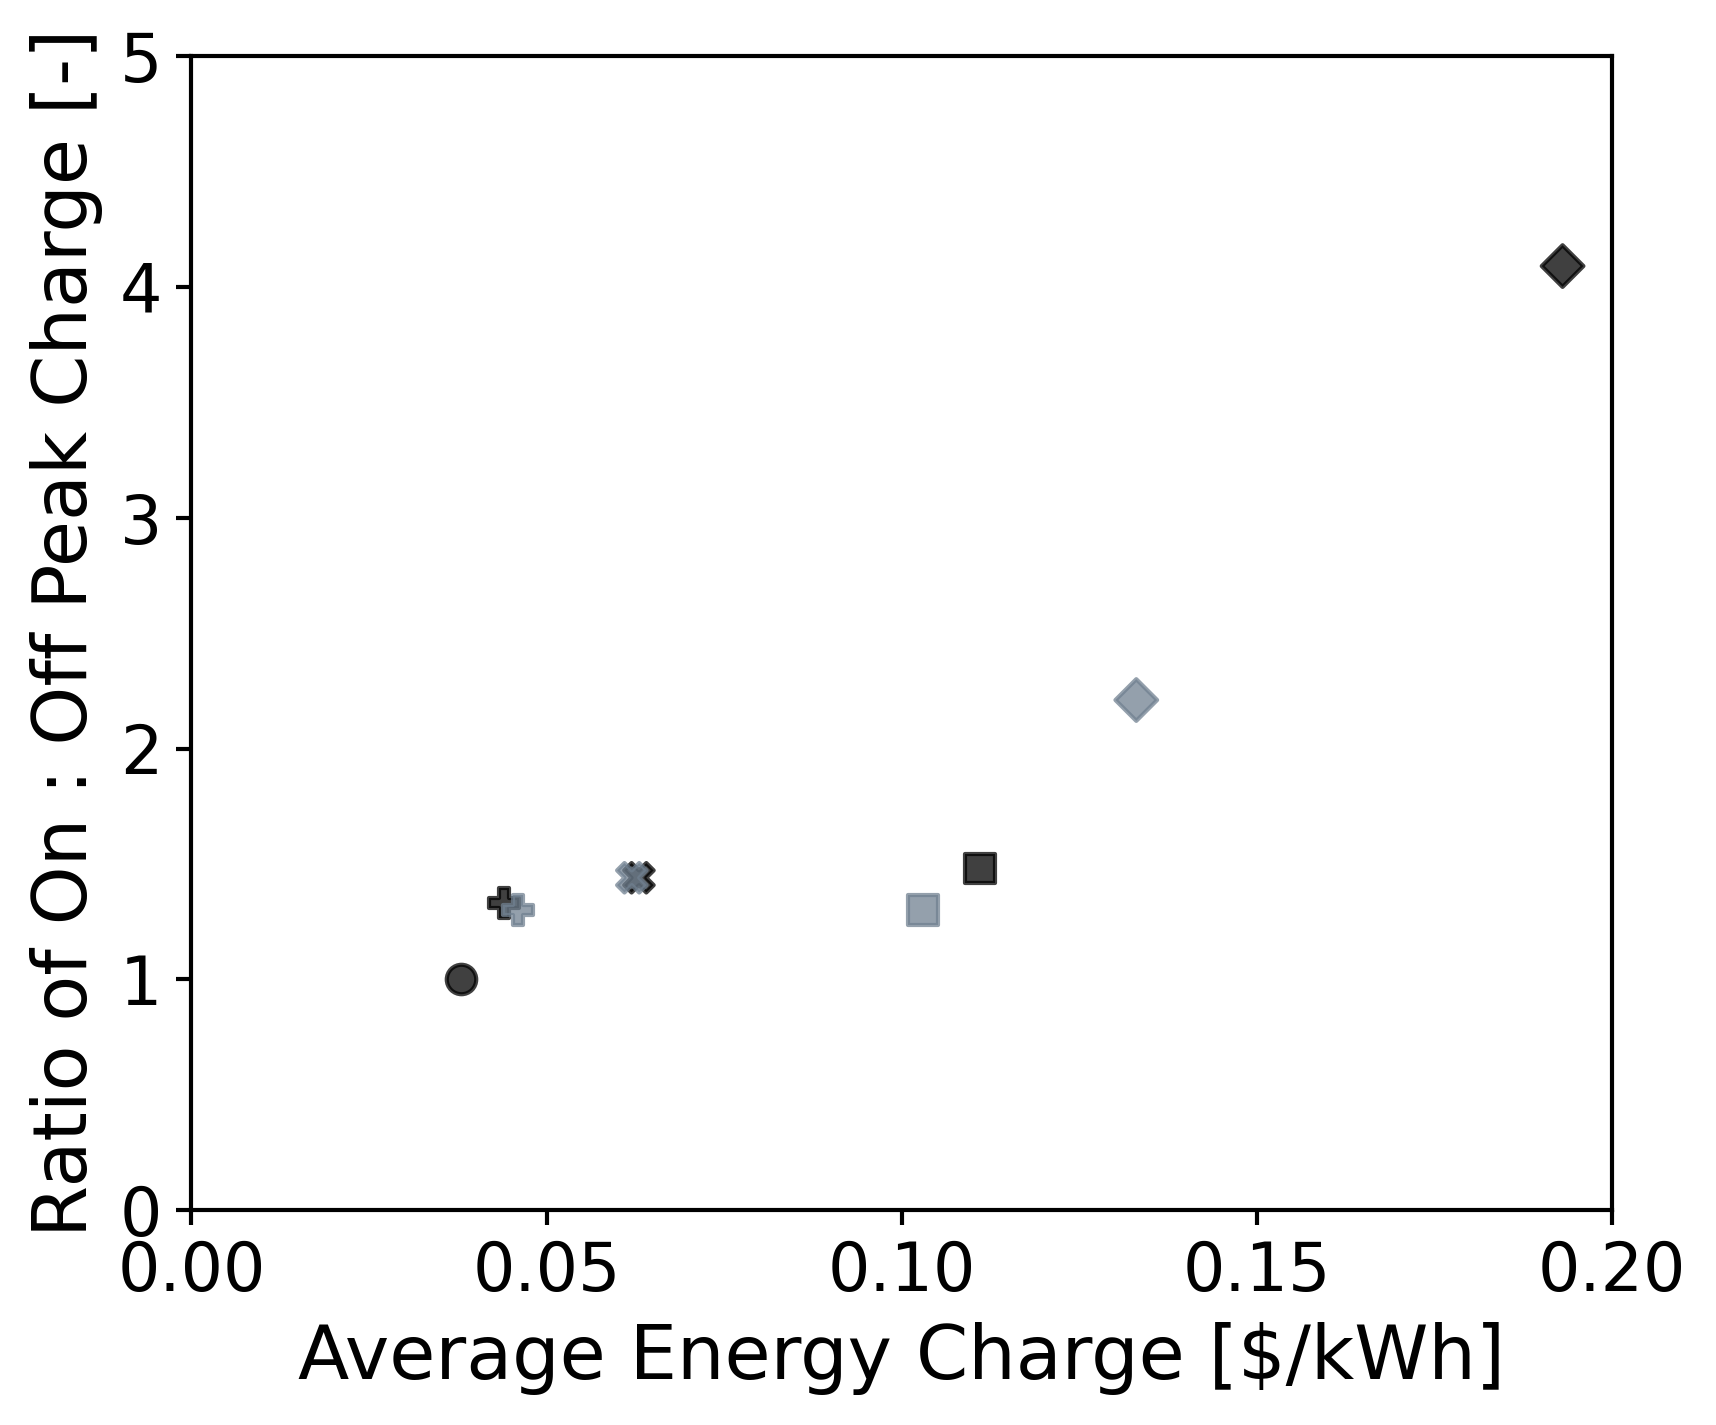 Ratio of On : Off Peak Charge [-]
5
4
3
2
1
0
0.00 0.05 0.10 0.15 0.20
Average Energy Charge [$/kWh]